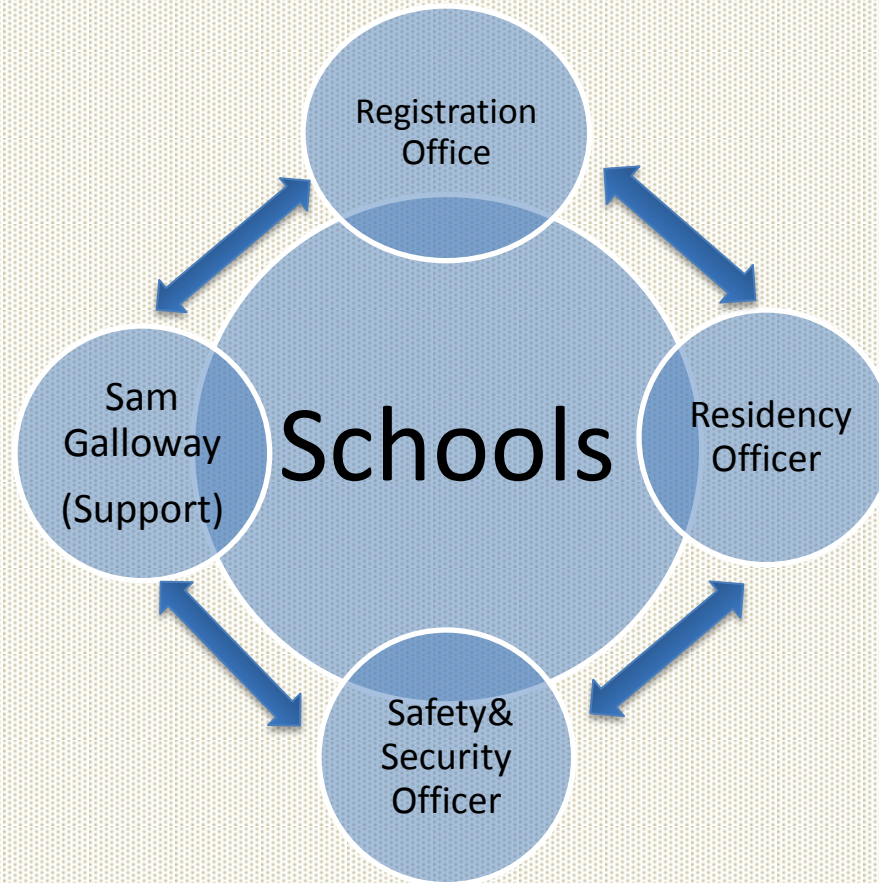 Registration
Office
Sam
Galloway
(Support)
Schools
Residency
Officer
Safety&
Security
Officer